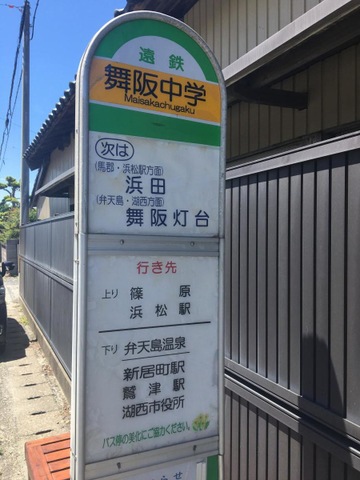 遠鉄
舞阪中学
Maisakachugaku
次は
(馬郡・浜松駅方面)
浜田
(弁天島・湖西方面)
舞阪灯台
行き先
上り 篠原
浜松駅
下り 弁天島温泉
新居町駅
鷲津駅
湖西市役所
バス停の美化にご協力ください。